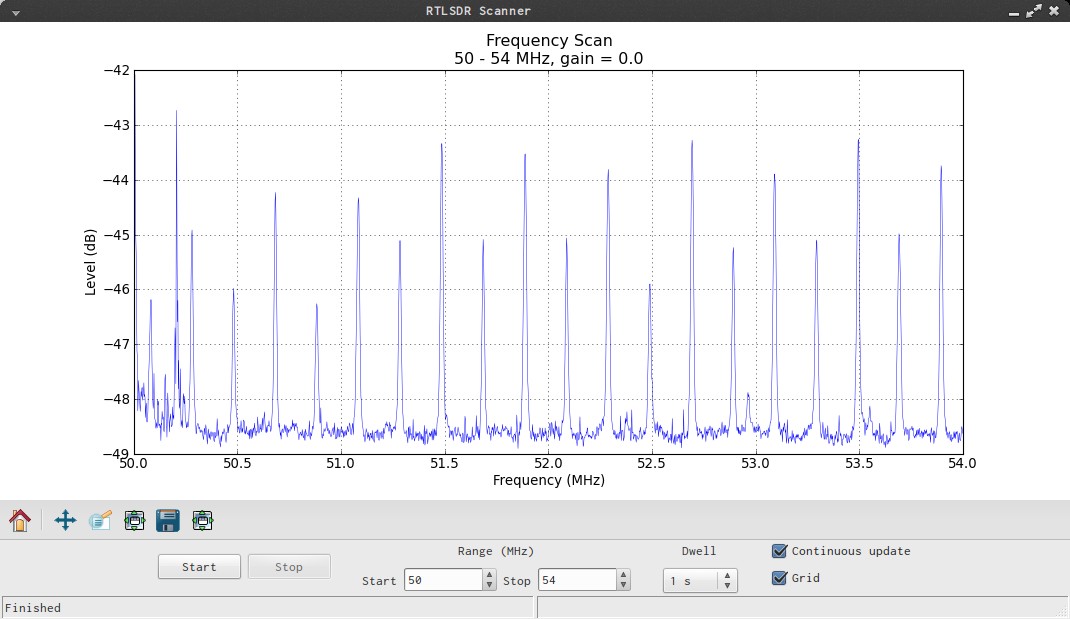 RTLSDR Scanner
Frequency Scan
50 - 54 MHz, gain = 0.0
Level (dB)
−42
−43
−44
−45
−46
−47
−48
−49
50.0 50.5 51.0 51.5 52.0 52.5 53.0 53.5 54.0
Frequency (MHz)
Range (MHz) Dwell Continuous update
Start Stop
Start 50 Stop 54 1 s Grid
Finished